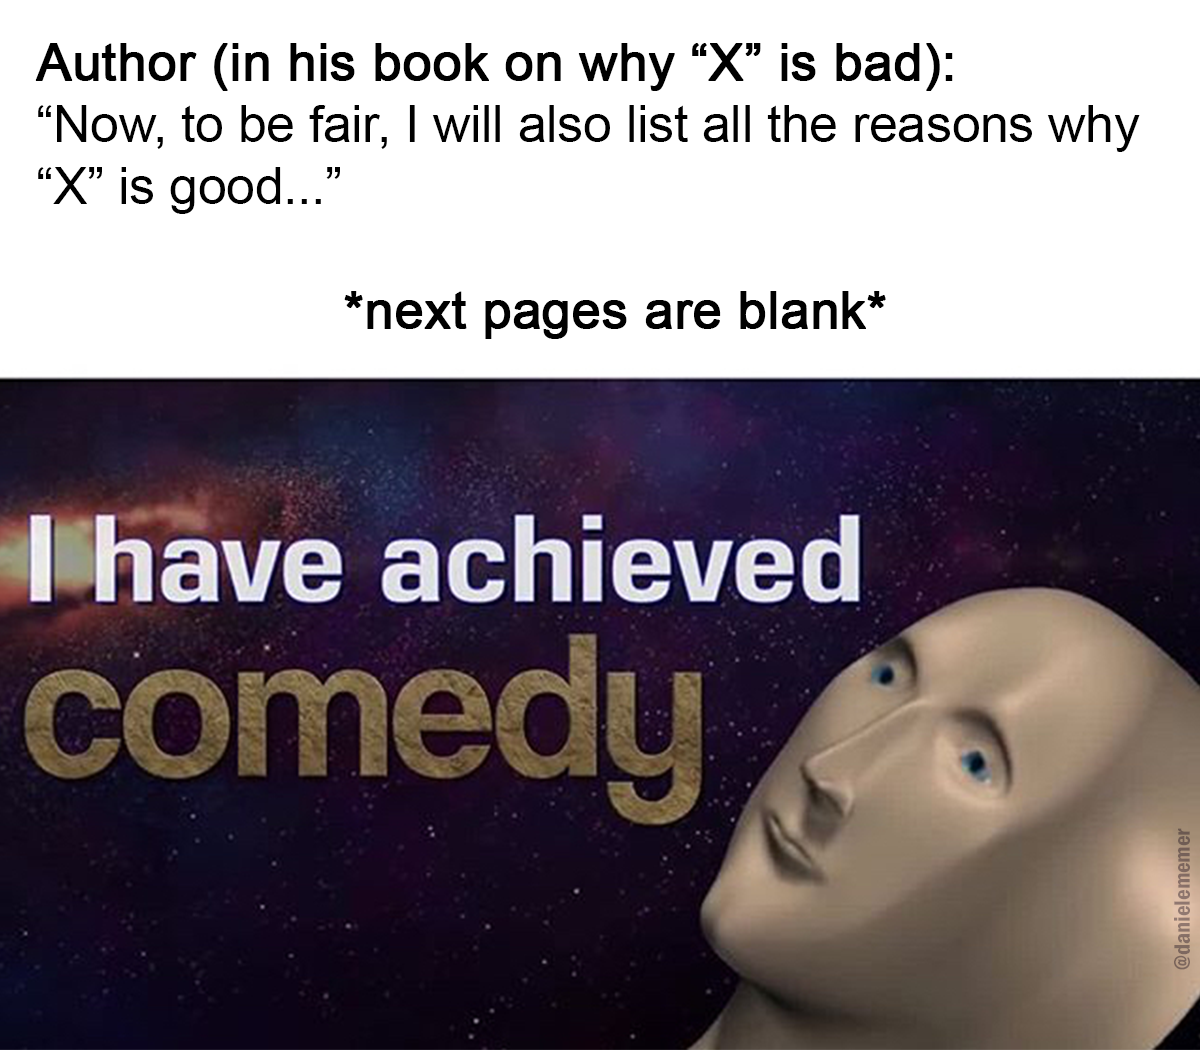 Author (in his book on why “X” is bad):
“Now, to be fair, I will also list all the reasons why
“X” is good...”
*next pages are blank*
I have achieved
comedy
@danielememer